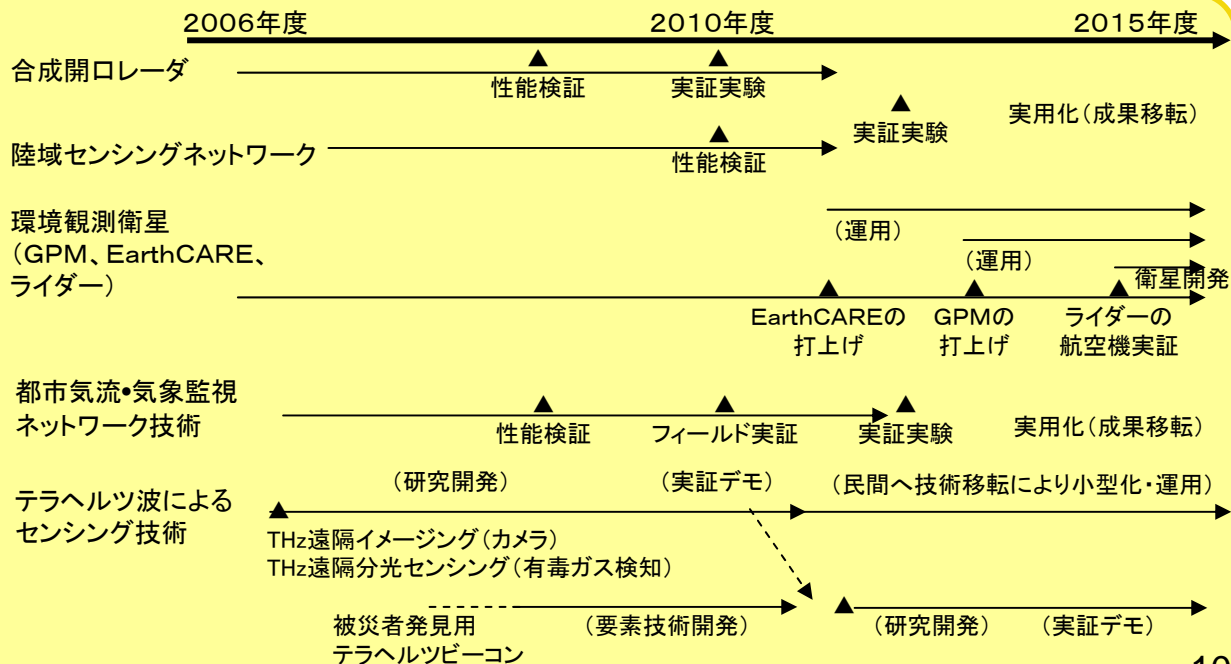 2006年度 2010年度 2015年度
合成開口レーダ
性能検証 実証実験
実証実験 実用化（成果移転）
陸域センシングネットワーク
性能検証
環境観測衛星
（GPM、EarthCARE、
ライダー）
（運用）
（運用）
衛星開発
EarthCAREの
打上げ
GPMの
打上げ
ライダーの
航空機実証
都市気流•気象監視
ネットワーク技術
性能検証 フィールド実証 実証実験 実用化（成果移転）
テラヘルツ波による
センシング技術
（研究開発） （実証デモ） （民間へ技術移転により小型化・運用）
THz遠隔イメージング（カメラ）
THz遠隔分光センシング（有毒ガス検知）
被災者発見用
テラヘルツビーコン
（要素技術開発） （研究開発） （実証デモ）